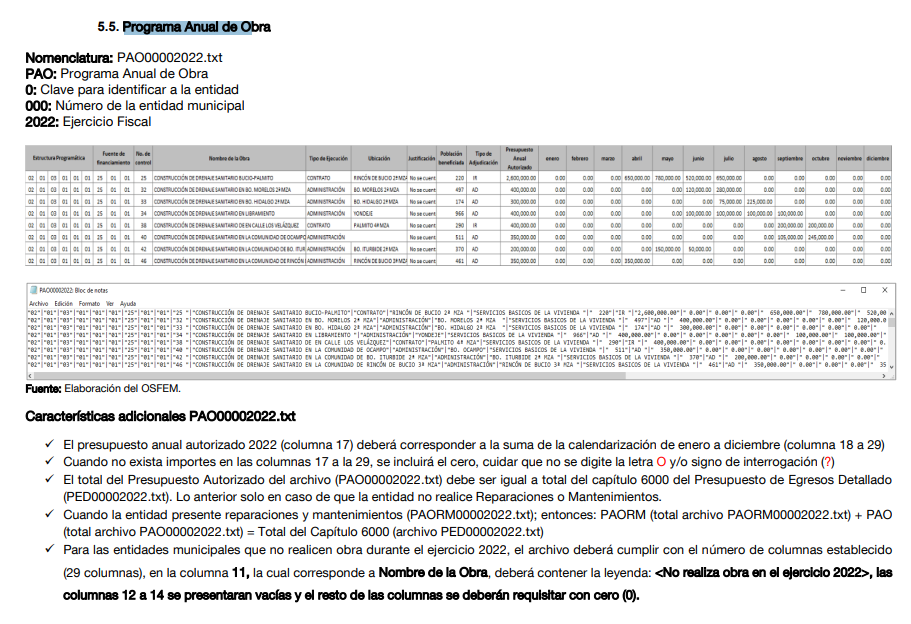 5.5. Programa Anual de Obra
Nomenclatura: PAO00002022.txt
PAO: Programa Anual de Obra
0: Clave para identificar a la entidad
000: Número de la entidad municipal
2022: Ejercicio Fiscal
Estructura Programática Fuente de financiamiento No. de control Nombre de la Obra Tipo de Ejecución Ubicación Justificación Población beneficiada Tipo de Adjudicación Presupuesto Anual Autorizado enero febrero marzo abril mayo junio julio agosto septiembre octubre noviembre diciembre
02 01 03 01 01 01 25 01 01 25 CONSTRUCCIÓN DE DRENAJE SANITARIO BUCIO-PALMITO CONTRATO RINCÓN DE BUCIO 2ª MZA No se cuent 220 IR 2,600,000.00 0.00 0.00 0.00 650,000.00 780,000.00 520,000.00 650,000.00 0.00 0.00 0.00 0.00 0.00
02 01 03 01 01 01 25 01 01 32 CONSTRUCCIÓN DE DRENAJE SANITARIO EN BO. MORELOS 2ª MZA ADMINISTRACIÓN BO. MORELOS 2ª MZA No se cuent 497 AD 400,000.00 0.00 0.00 0.00 0.00 0.00 120,000.00 280,000.00 0.00 0.00 0.00 0.00 0.00
02 01 03 01 01 01 25 01 01 33 CONSTRUCCIÓN DE DRENAJE SANITARIO EN BO. HIDALGO 2ª MZA ADMINISTRACIÓN BO. HIDALGO 2ª MZA No se cuent 174 AD 300,000.00 0.00 0.00 0.00 0.00 0.00 0.00 75,000.00 225,000.00 0.00 0.00 0.00 0.00
02 01 03 01 01 01 25 01 01 34 CONSTRUCCIÓN DE DRENAJE SANITARIO EN LIBRAMIENTO ADMINISTRACIÓN YONDEJE No se cuent 966 AD 400,000.00 0.00 0.00 0.00 0.00 0.00 100,000.00 100,000.00 100,000.00 100,000.00 0.00 0.00 0.00
02 01 03 01 01 01 25 01 01 38 CONSTRUCCIÓN DE DRENAJE SANITARIO DE EN CALLE LOS VELÁZQUEZ CONTRATO PALMITO 4ª MZA No se cuent 290 IR 400,000.00 0.00 0.00 0.00 0.00 0.00 0.00 0.00 0.00 200,000.00 200,000.00 0.00 0.00
02 01 03 01 01 01 25 01 01 40 CONSTRUCCIÓN DE DRENAJE SANITARIO EN LA COMUNIDAD DE OCAMPO ADMINISTRACIÓN No se cuent 511 AD 350,000.00 0.00 0.00 0.00 0.00 0.00 0.00 0.00 0.00 105,000.00 245,000.00 0.00 0.00
02 01 03 01 01 01 25 01 01 42 CONSTRUCCIÓN DE DRENAJE SANITARIO EN LA COMUNIDAD DE BO. ITUR ADMINISTRACIÓN BO. ITURBIDE 2ª MZA No se cuent 370 AD 200,000.00 0.00 0.00 0.00 0.00 150,000.00 50,000.00 0.00 0.00 0.00 0.00 0.00 0.00
02 01 03 01 01 01 25 01 01 46 CONSTRUCCIÓN DE DRENAJE SANITARIO EN LA COMUNIDAD DE RINCÓN ADMINISTRACIÓN RINCÓN DE BUCIO 3ª MZA No se cuent 461 AD 350,000.00 0.00 0.00 0.00 350,000.00 0.00 0.00 0.00 0.00 0.00 0.00 0.00 0.00
PAO00002022: Bloc de notas
Archivo Edición Formato Ver Ayuda
"02"|"01"|"03"|"01"|"01"|"01"|"25"|"01"|"01"|"25 "|"CONSTRUCCIÓN DE DRENAJE SANITARIO BUCIO-PALMITO"|"CONTRATO"|"RINCÓN DE BUCIO 2ª MZA "|"SERVICIOS BASICOS DE LA VIVIENDA "|" 220"|"IR "|"2,600,000.00"|" 0.00"|" 0.00"|" 0.00"|" 650,000.00"|" 780,000.00"|" 520,00
"02"|"01"|"03"|"01"|"01"|"01"|"25"|"01"|"01"|"32 "|"CONSTRUCCIÓN DE DRENAJE SANITARIO EN BO. MORELOS 2ª MZA "|"ADMINISTRACIÓN"|"BO. MORELOS 2ª MZA "|"SERVICIOS BASICOS DE LA VIVIENDA "|" 497"|"AD "|" 400,000.00"|" 0.00"|" 0.00"|" 0.00"|" 0.00"|" 0.00"|" 120,000.0
"02"|"01"|"03"|"01"|"01"|"01"|"25"|"01"|"01"|"33 "|"CONSTRUCCIÓN DE DRENAJE SANITARIO EN BO. HIDALGO 2ª MZA "|"ADMINISTRACIÓN"|"BO. HIDALGO 2ª MZA "|"SERVICIOS BASICOS DE LA VIVIENDA "|" 174"|"AD "|" 300,000.00"|" 0.00"|" 0.00"|" 0.00"|" 0.00"|" 0.00"|" 0.00"|
"02"|"01"|"03"|"01"|"01"|"01"|"25"|"01"|"01"|"34 "|"CONSTRUCCIÓN DE DRENAJE SANITARIO EN LIBRAMIENTO "|"ADMINISTRACIÓN"|"YONDEJE"|"SERVICIOS BASICOS DE LA VIVIENDA "|" 966"|"AD "|" 400,000.00"|" 0.00"|" 0.00"|" 0.00"|" 0.00"|" 0.00"|" 100,000.00"|" 100,000.00"
"02"|"01"|"03"|"01"|"01"|"01"|"25"|"01"|"01"|"38 "|"CONSTRUCCIÓN DE DRENAJE SANITARIO DE EN CALLE LOS VELÁZQUEZ"|"CONTRATO"|"PALMITO 4ª MZA"|"SERVICIOS BASICOS DE LA VIVIENDA "|" 290"|"IR "|" 400,000.00"|" 0.00"|" 0.00"|" 0.00"|" 0.00"|" 0.00"|" 0.00"|" 0.
"02"|"01"|"03"|"01"|"01"|"01"|"25"|"01"|"01"|"40 "|"CONSTRUCCIÓN DE DRENAJE SANITARIO EN LA COMUNIDAD DE OCAMPO "|"ADMINISTRACIÓN"|"BO. OCAMPO"|"SERVICIOS BASICOS DE LA VIVIENDA "|" 511"|"AD "|" 350,000.00"|" 0.00"|" 0.00"|" 0.00"|" 0.00"|" 0.00"|" 0.00"|
"02"|"01"|"03"|"01"|"01"|"01"|"25"|"01"|"01"|"42 "|"CONSTRUCCIÓN DE DRENAJE SANITARIO EN LA COMUNIDAD DE BO. ITURBIDE 2ª MZA "|"ADMINISTRACIÓN"|"BO. ITURBIDE 2ª MZA "|"SERVICIOS BASICOS DE LA VIVIENDA "|" 370"|"AD "|" 200,000.00"|" 0.00"|" 0.00"|" 0.00"|" 0.00"|"
"02"|"01"|"03"|"01"|"01"|"01"|"25"|"01"|"01"|"46 "|"CONSTRUCCIÓN DE DRENAJE SANITARIO EN LA COMUNIDAD DE RINCÓN DE BUCIO 3ª MZA"|"ADMINISTRACIÓN"|"RINCÓN DE BUCIO 3ª MZA "|"SERVICIOS BASICOS DE LA VIVIENDA "|" 461"|"AD "|" 350,000.00"|" 0.00"|" 0.00"|" 0.00"|" 35
Fuente: Elaboración del OSFEM.
Características adicionales PAO00002022.txt
✓ El presupuesto anual autorizado 2022 (columna 17) deberá corresponder a la suma de la calendarización de enero a diciembre (columna 18 a 29)
✓ Cuando no exista importes en las columnas 17 a la 29, se incluirá el cero, cuidar que no se digite la letra O y/o signo de interrogación (?)
✓ El total del Presupuesto Autorizado del archivo (PAO00002022.txt) debe ser igual a total del capítulo 6000 del Presupuesto de Egresos Detallado
(PED00002022.txt). Lo anterior solo en caso de que la entidad no realice Reparaciones o Mantenimientos.
✓ Cuando la entidad presente reparaciones y mantenimientos (PAORM00002022.txt); entonces: PAORM (total archivo PAORM00002022.txt) + PAO
(total archivo PAO00002022.txt) = Total del Capítulo 6000 (archivo PED00002022.txt)
✓ Para las entidades municipales que no realicen obra durante el ejercicio 2022, el archivo deberá cumplir con el número de columnas establecido
(29 columnas), en la columna 11, la cual corresponde a Nombre de la Obra, deberá contener la leyenda: <No realiza obra en el ejercicio 2022>, las
columnas 12 a 14 se presentaran vacías y el resto de las columnas se deberán requisitar con cero (0).